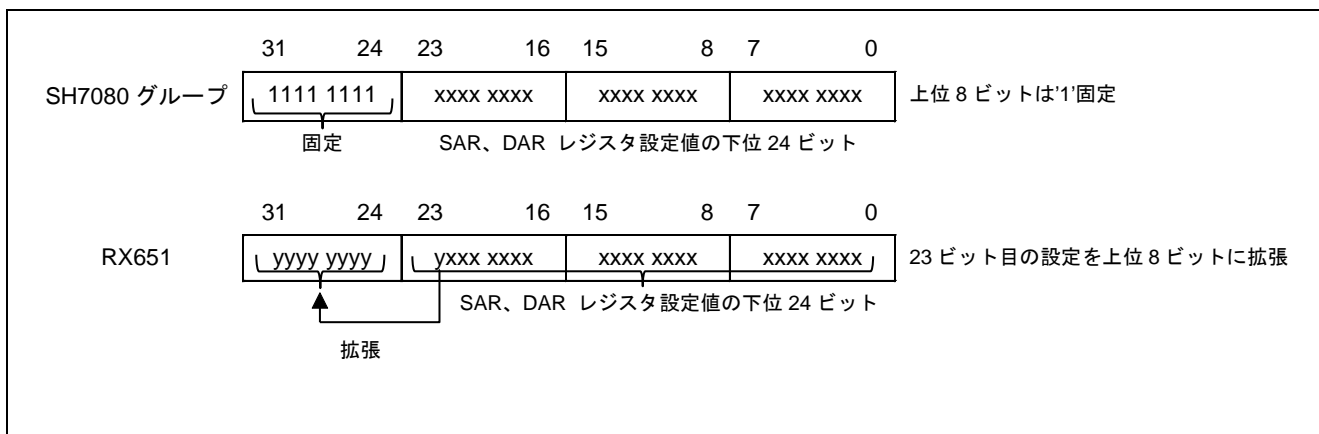 31 24 23 16 15 8 7 0
SH7080 グループ 1111 1111 xxxx xxxx xxxx xxxx xxxx xxxx 上位 8 ビットは'1'固定
固定 SAR、DAR レジスタ設定値の下位 24 ビット
31 24 23 16 15 8 7 0
RX651 yyyy yyyy yxxx xxxx xxxx xxxx xxxx xxxx 23 ビット目の設定を上位 8 ビットに拡張
SAR、DAR レジスタ設定値の下位 24 ビット
拡張